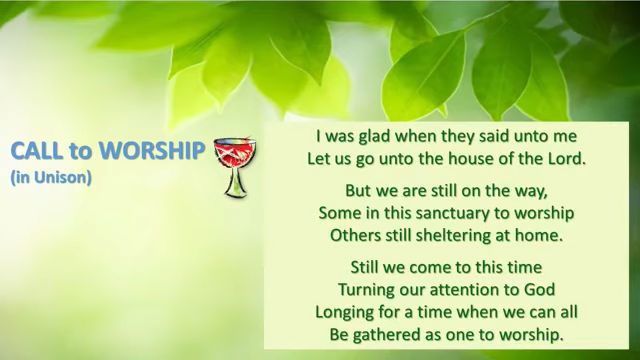 CALL to WORSHIP
(in Unison)
I was glad when they said unto me
Let us go unto the house of the Lord.
But we are still on the way,
Some in this sanctuary to worship
Others still sheltering at home.
Still we come to this time
Turning our attention to God
Longing for a time when we can all
Be gathered as one to worship.